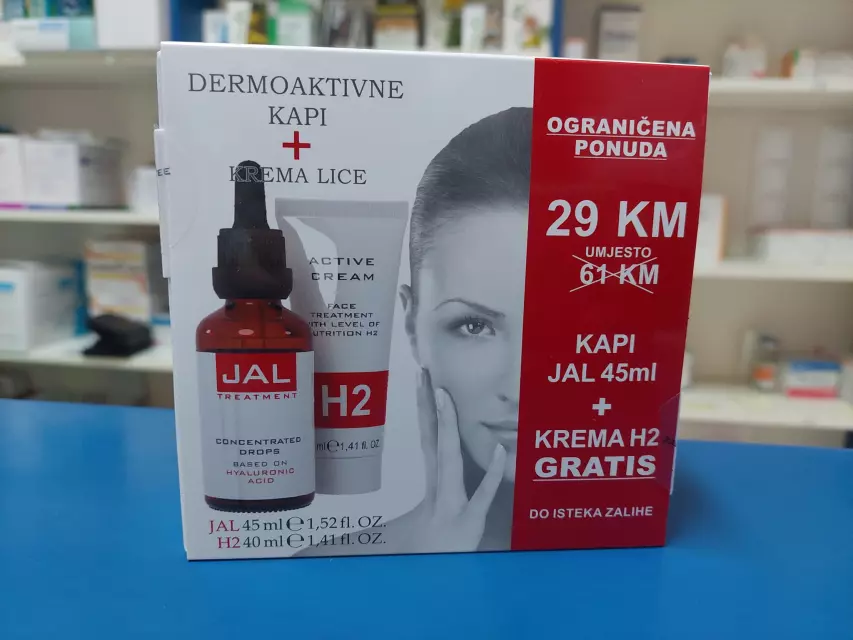 DERMOAKTIVNE
KAPI
+
KREMA LICE
ACTIVE
CREAM
FACE
TREATMENT
WITH LEVEL OF
NUTRITION H2
H2
ml e 1,41 fl. OZ.
JAL
TREATMENT
CONCENTRATED
DROPS
BASED ON
HYALURONIC
ACID
JAL 45 ml e 1,52 fl. OZ.
H2 40 ml e 1,41 fl. OZ.
OGRANIČENA
PONUDA
29 KM
UMJESTO
61 KM
KAPI
JAL 45ml
+
KREMA H2
GRATIS
DO ISTEKA ZALIHE